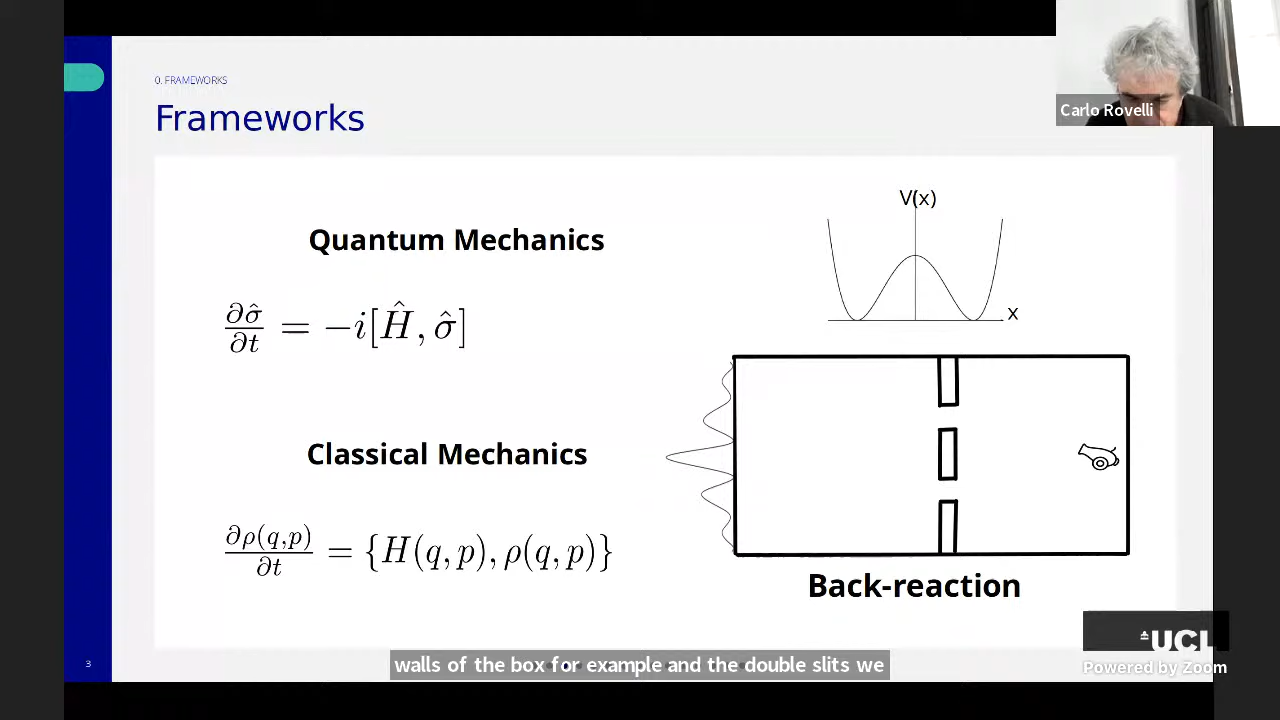 0. FRAMEWORKS
Frameworks
Carlo Rovelli
Quantum Mechanics
∂σ̂/∂t = −i[Ĥ, σ̂]
V(x)
x
Classical Mechanics
∂ρ(q,p)/∂t = {H(q, p), ρ(q, p)}
Back-reaction
UCL
Powered by Zoom
3
walls of the box for example and the double slits we